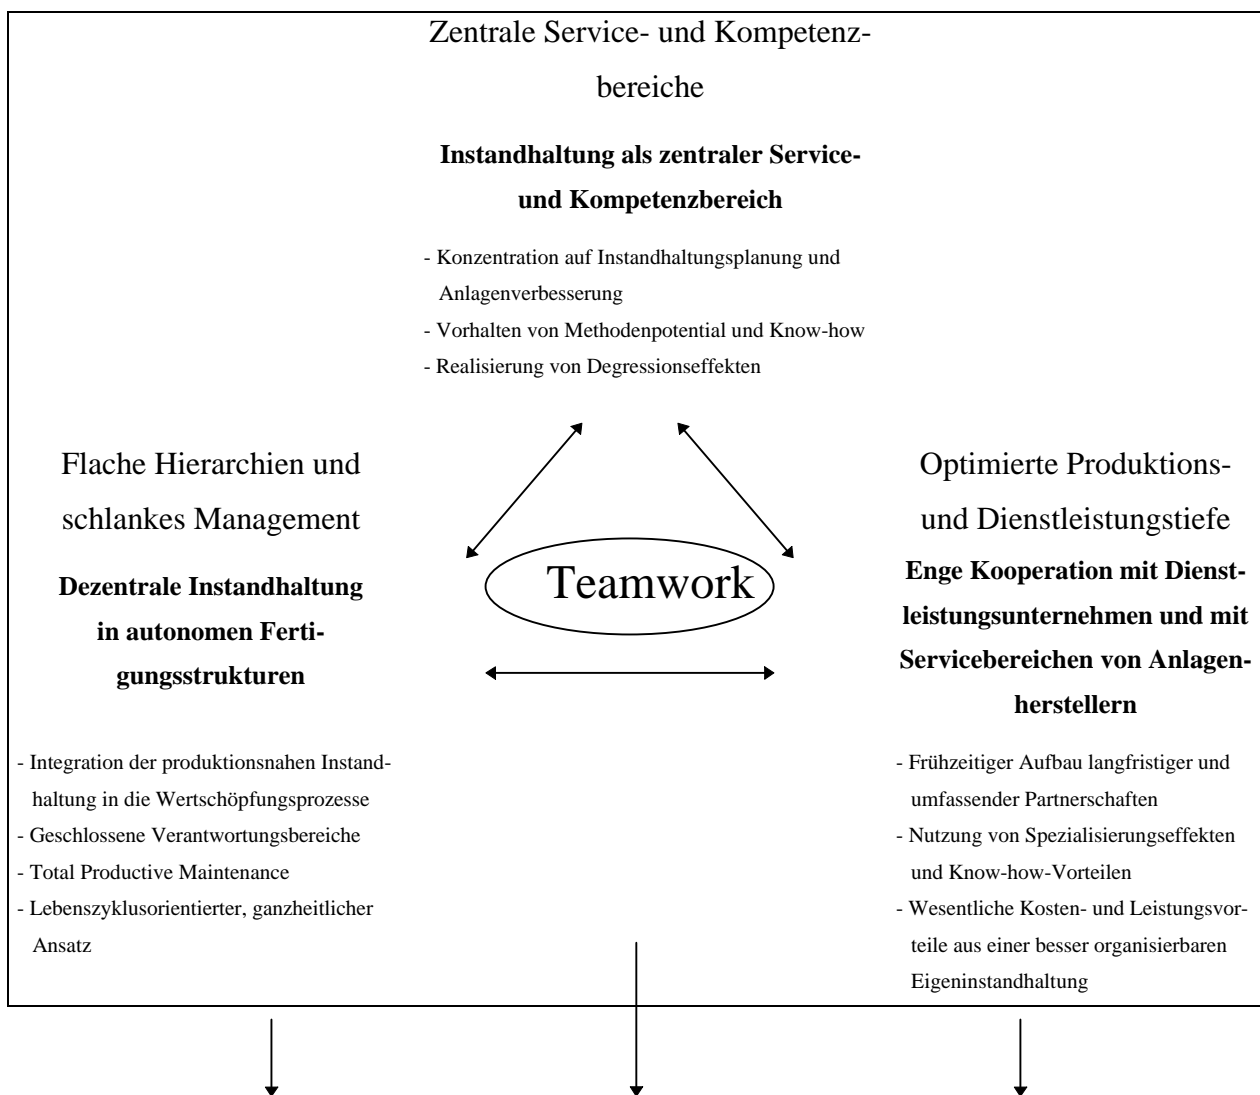 Zentrale Service- und Kompetenz-
bereiche
Instandhaltung als zentraler Service-
und Kompetenzbereich
- Konzentration auf Instandhaltungsplanung und
Anlagenverbesserung
- Vorhalten von Methodenpotential und Know-how
- Realisierung von Degressionseffekten
Flache Hierarchien und
schlankes Management
Dezentrale Instandhaltung
in autonomen Ferti-
gungsstrukturen
- Integration der produktionsnahen Instand-
haltung in die Wertschöpfungsprozesse
- Geschlossene Verantwortungsbereiche
- Total Productive Maintenance
- Lebenszyklusorientierter, ganzheitlicher
Ansatz
Teamwork
Optimierte Produktions-
und Dienstleistungstiefe
Enge Kooperation mit Dienst-
leistungsunternehmen und mit
Servicebereichen von Anlagen-
herstellern
- Frühzeitiger Aufbau langfristiger und
umfassender Partnerschaften
- Nutzung von Spezialisierungseffekten
und Know-how-Vorteilen
- Wesentliche Kosten- und Leistungsvor-
teile aus einer besser organisierbaren
Eigeninstandhaltung